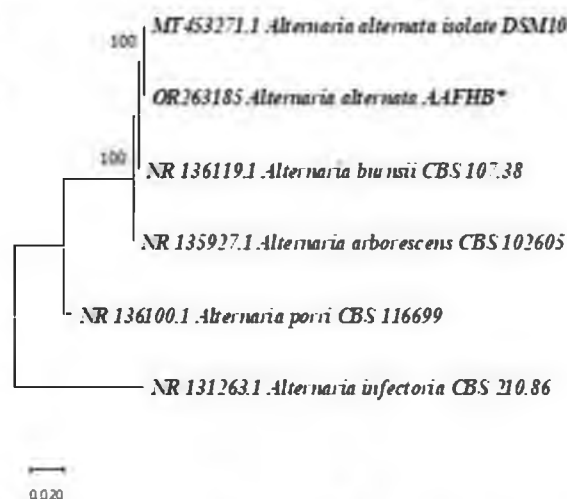 MT453271.1 Alternaria alternata isolate DSM10
100
OR263185 Alternaria alternata AAFHB*
100
NR 136119.1 Alternaria burnsii CBS 107.38
NR 135927.1 Alternaria arborescens CBS 102605
NR 136100.1 Alternaria porri CBS 116699
NR 131263.1 Alternaria infectoria CBS 210.86
0.020